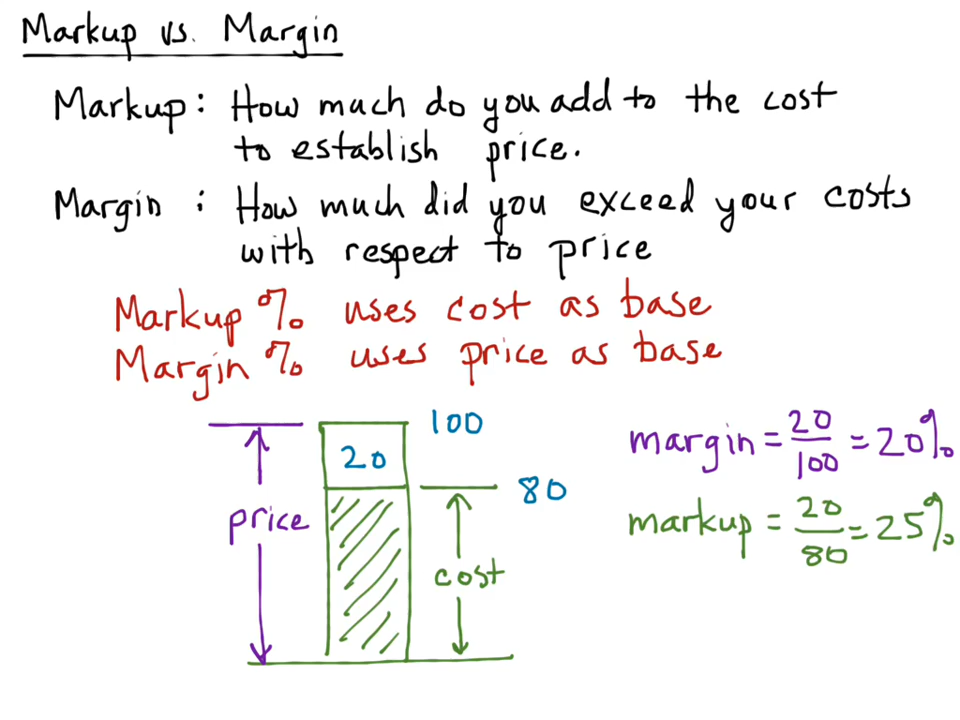 Markup vs. Margin
Markup : How much do you add to the cost
to establish price.
Margin : How much did you exceed your costs
with respect to price
Markup % uses cost as base
Margin % uses price as base
100
20
80
price
cost
margin = 20/100 = 20%
markup = 20/80 = 25%